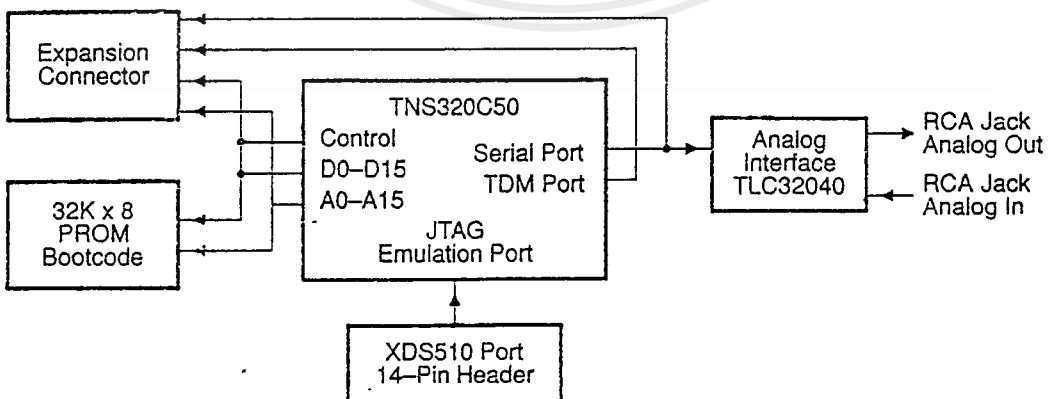 Expansion
Connector
TNS320C50
Control
D0–D15
A0–A15
Serial Port
TDM Port
JTAG
Emulation Port
Analog
Interface
TLC32040
RCA Jack
Analog Out
RCA Jack
Analog In
32K x 8
PROM
Bootcode
XDS510 Port
14–Pin Header